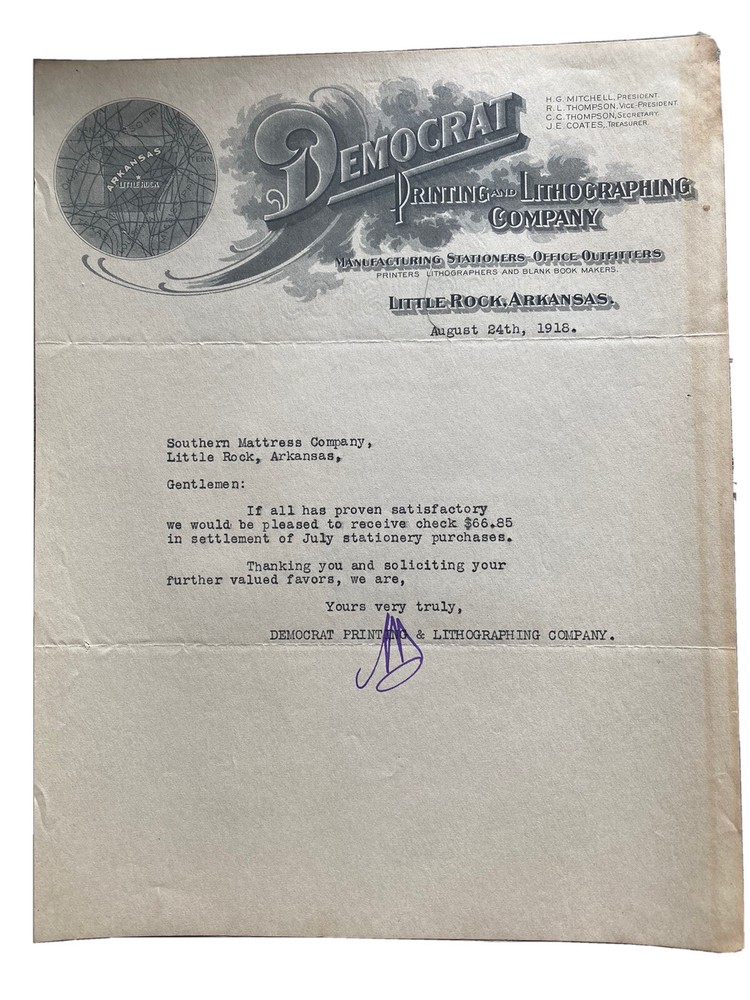 H.G. MITCHELL, PRESIDENT.
R.L. THOMPSON, VICE-PRESIDENT.
C.C. THOMPSON, SECRETARY.
J.E. COATES, TREASURER.
DEMOCRAT
PRINTING AND LITHOGRAPHING
COMPANY
ARKANSAS
LITTLE ROCK
TENN
MANUFACTURING STATIONERS-OFFICE OUTFITTERS
PRINTERS LITHOGRAPHERS AND BLANK BOOK MAKERS.
LITTLE ROCK, ARKANSAS.
August 24th, 1918.
Southern Mattress Company,
Little Rock, Arkansas,
Gentlemen:
If all has proven satisfactory
we would be pleased to receive check $66.85
in settlement of July stationery purchases.
Thanking you and soliciting your
further valued favors, we are,
Yours very truly,
DEMOCRAT PRINTING & LITHOGRAPHING COMPANY.